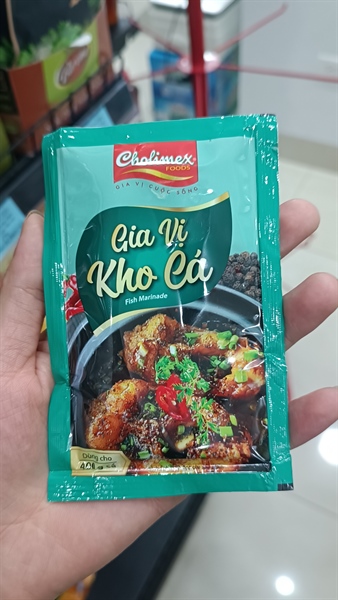 Cholimex
FOODS
GIA VỊ CUỘC SỐNG
Gia Vị
Kho Cá
Fish Marinade
Dùng cho